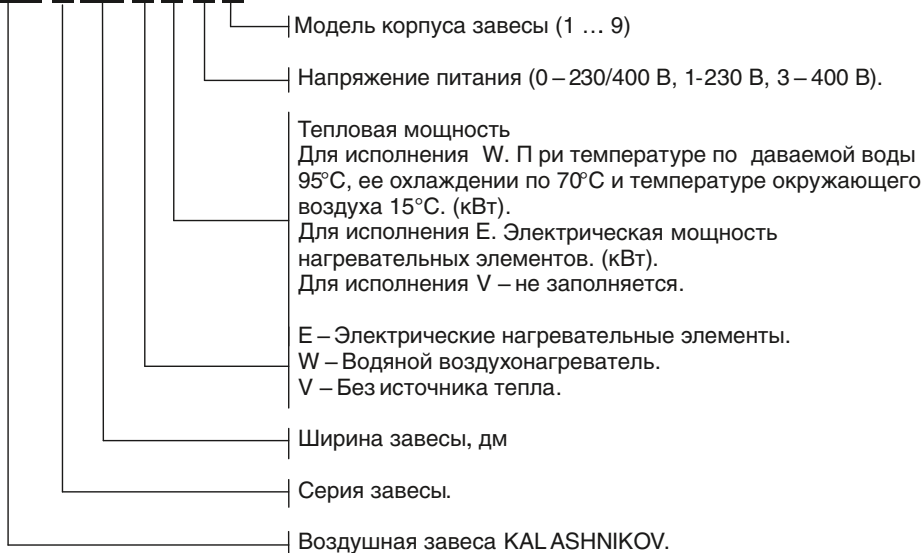 Модель корпуса завесы (1 … 9)
Напряжение питания (0 – 230/400 В, 1-230 В, 3 – 400 В).
Тепловая мощность
Для исполнения W. П ри температуре по даваемой воды
95°С, ее охлаждении по 70°С и температуре окружающего
воздуха 15°С. (кВт).
Для исполнения Е. Электрическая мощность
нагревательных элементов. (кВт).
Для исполнения V – не заполняется.
Е – Электрические нагревательные элементы.
W – Водяной воздухонагреватель.
V – Без источника тепла.
Ширина завесы, дм
Серия завесы.
Воздушная завеса KAL ASHNIKOV.